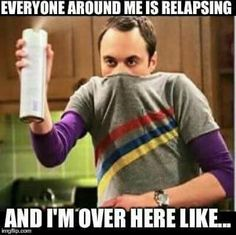 EVERYONE AROUND ME IS RELAPSING
AND I'M OVER HERE LIKE...
imgflip.com